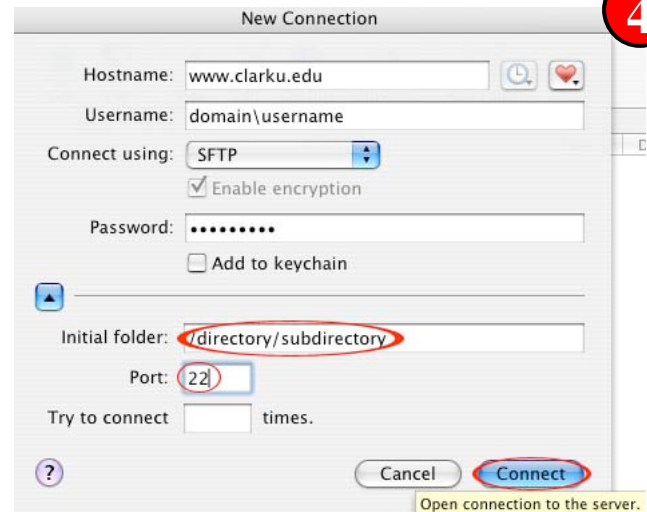 New Connection
4
Hostname: www.clarku.edu
Username: domain\username
Connect using: SFTP
Enable encryption
Password: •••••••••
Add to keychain
Initial folder: /directory/subdirectory
Port: 22
Try to connect times.
? Cancel Connect
Open connection to the server.